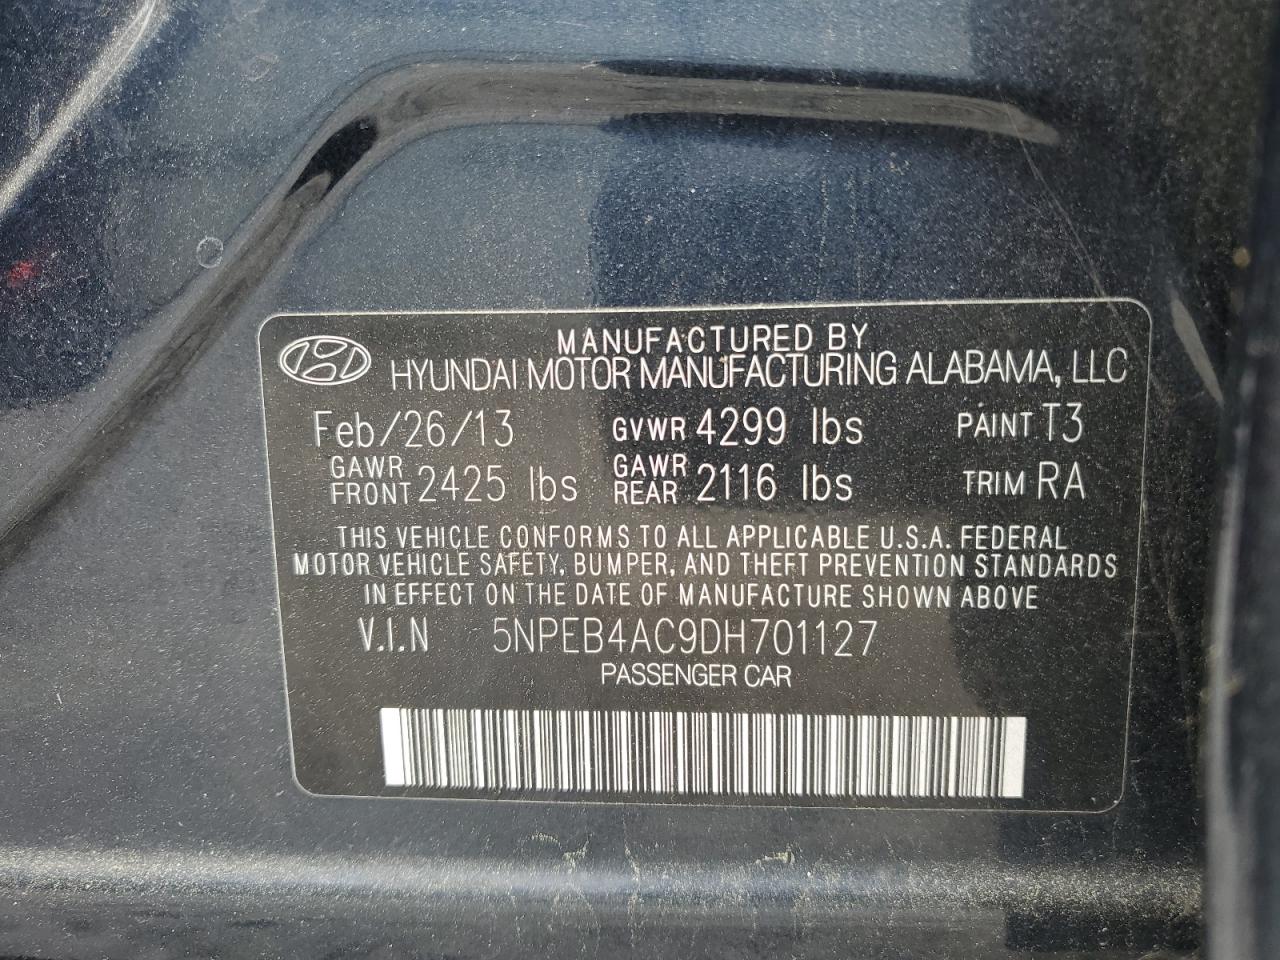 MANUFACTURED BY
HYUNDAI MOTOR MANUFACTURING ALABAMA, LLC
Feb/26/13 GVWR 4299 lbs PAINT T3
GAWR FRONT 2425 lbs GAWR REAR 2116 lbs TRIM RA
THIS VEHICLE CONFORMS TO ALL APPLICABLE U.S.A. FEDERAL
MOTOR VEHICLE SAFETY, BUMPER, AND THEFT PREVENTION STANDARDS
IN EFFECT ON THE DATE OF MANUFACTURE SHOWN ABOVE
V.I.N 5NPEB4AC9DH701127
PASSENGER CAR